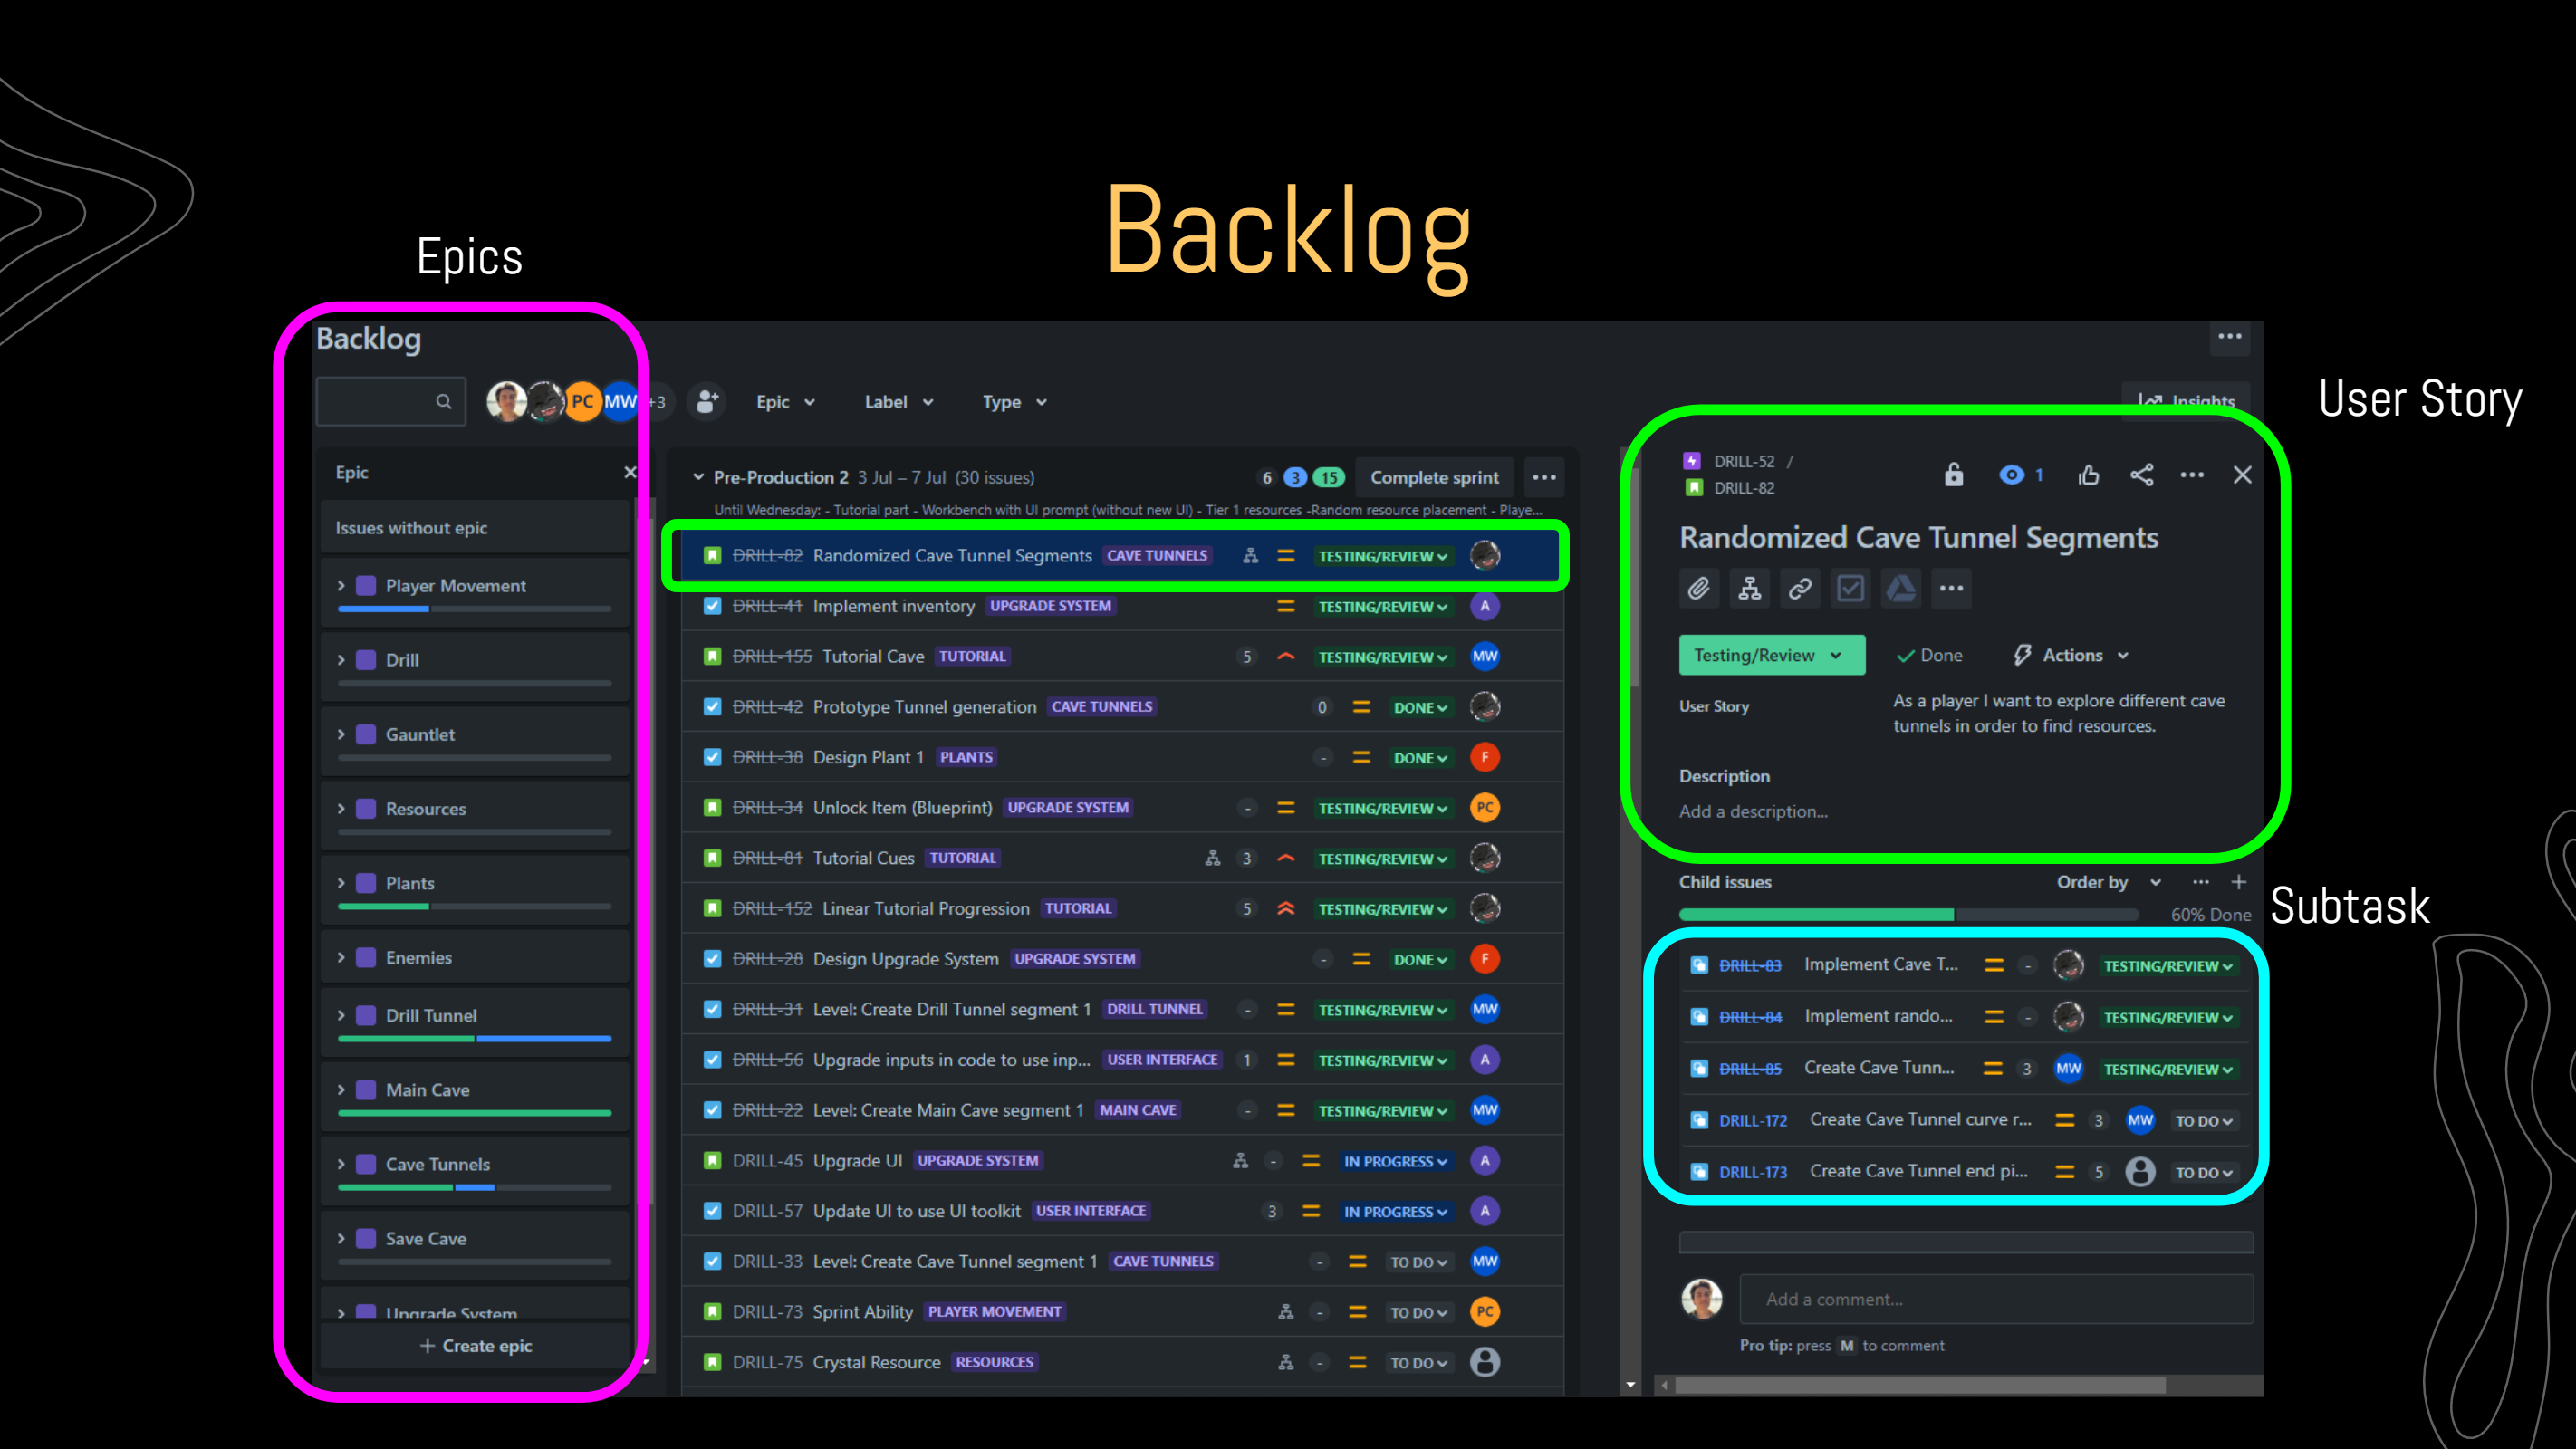 Backlog
Epics
User Story
Backlog
PC MW +3 Epic Label Type
Insights
Epic
Issues without epic
Player Movement
Drill
Gauntlet
Resources
Plants
Enemies
Drill Tunnel
Main Cave
Cave Tunnels
Save Cave
Upgrade System
+ Create epic
Pre-Production 2 3 Jul – 7 Jul (30 issues) 6 3 15 Complete sprint
Until Wednesday: - Tutorial part - Workbench with UI prompt (without new UI) - Tier 1 resources -Random resource placement - Playe...
DRILL-82 Randomized Cave Tunnel Segments CAVE TUNNELS TESTING/REVIEW
DRILL-41 Implement inventory UPGRADE SYSTEM TESTING/REVIEW A
DRILL-155 Tutorial Cave TUTORIAL 5 TESTING/REVIEW MW
DRILL-42 Prototype Tunnel generation CAVE TUNNELS 0 DONE
DRILL-38 Design Plant 1 PLANTS - DONE F
DRILL-34 Unlock Item (Blueprint) UPGRADE SYSTEM - TESTING/REVIEW PC
DRILL-81 Tutorial Cues TUTORIAL 3 TESTING/REVIEW
DRILL-152 Linear Tutorial Progression TUTORIAL 5 TESTING/REVIEW
DRILL-28 Design Upgrade System UPGRADE SYSTEM - DONE F
DRILL-31 Level: Create Drill Tunnel segment 1 DRILL TUNNEL - TESTING/REVIEW MW
DRILL-56 Upgrade inputs in code to use inp... USER INTERFACE 1 TESTING/REVIEW A
DRILL-22 Level: Create Main Cave segment 1 MAIN CAVE - TESTING/REVIEW MW
DRILL-45 Upgrade UI UPGRADE SYSTEM - IN PROGRESS A
DRILL-57 Update UI to use UI toolkit USER INTERFACE 3 IN PROGRESS A
DRILL-33 Level: Create Cave Tunnel segment 1 CAVE TUNNELS - TO DO MW
DRILL-73 Sprint Ability PLAYER MOVEMENT - TO DO PC
DRILL-75 Crystal Resource RESOURCES - TO DO
DRILL-52 /
DRILL-82
1
Randomized Cave Tunnel Segments
Testing/Review Done Actions
User Story As a player I want to explore different cave
tunnels in order to find resources.
Description
Add a description...
Child issues Order by
60% Done
Subtask
DRILL-83 Implement Cave T... - TESTING/REVIEW
DRILL-84 Implement rando... - TESTING/REVIEW
DRILL-85 Create Cave Tunn... 3 MW TESTING/REVIEW
DRILL-172 Create Cave Tunnel curve r... 3 MW TO DO
DRILL-173 Create Cave Tunnel end pi... 5 TO DO
Add a comment...
Pro tip: press M to comment